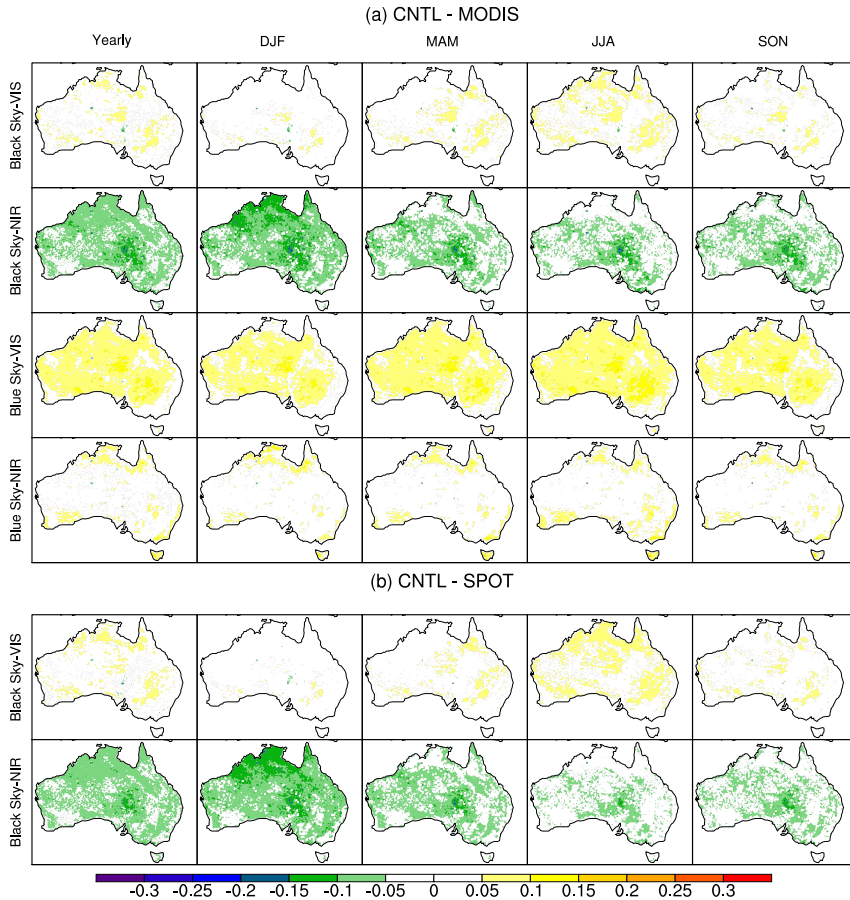 (a) CNTL - MODIS
Yearly DJF MAM JJA SON
Black Sky-VIS
Black Sky-NIR
Blue Sky-VIS
Blue Sky-NIR
(b) CNTL - SPOT
Black Sky-VIS
Black Sky-NIR
-0.3 -0.25 -0.2 -0.15 -0.1 -0.05 0 0.05 0.1 0.15 0.2 0.25 0.3